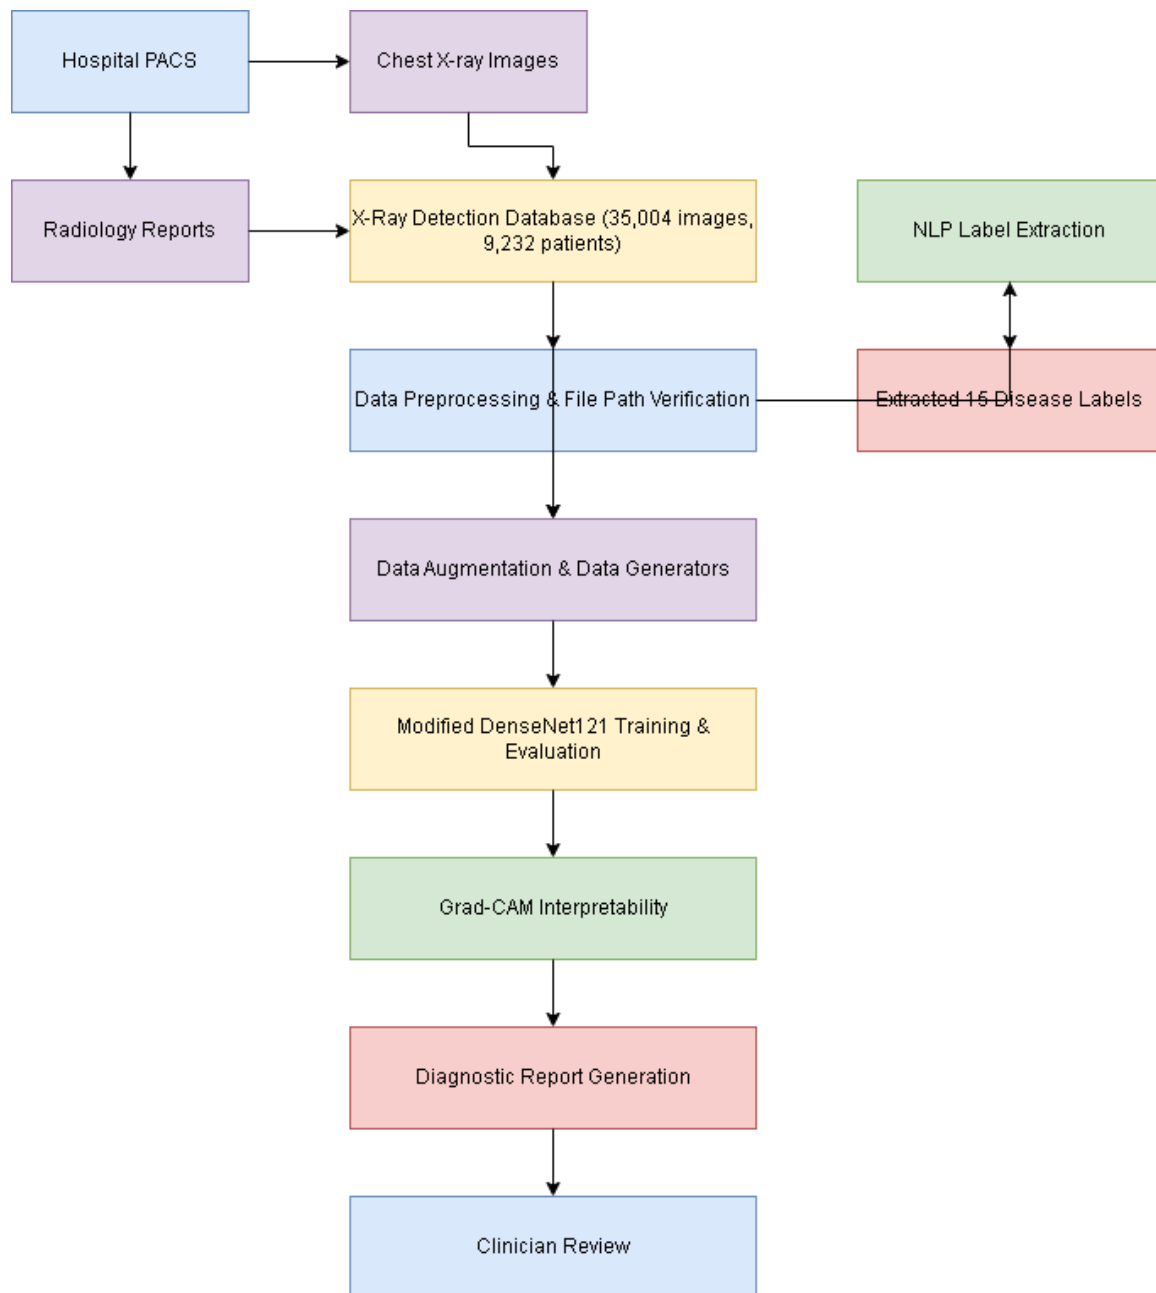 Hospital PACS
Chest X-ray Images
Radiology Reports
X-Ray Detection Database (35,004 images,
9,232 patients)
NLP Label Extraction
Data Preprocessing & File Path Verification
Extracted 15 Disease Labels
Data Augmentation & Data Generators
Modified DenseNet121 Training &
Evaluation
Grad-CAM Interpretability
Diagnostic Report Generation
Clinician Review